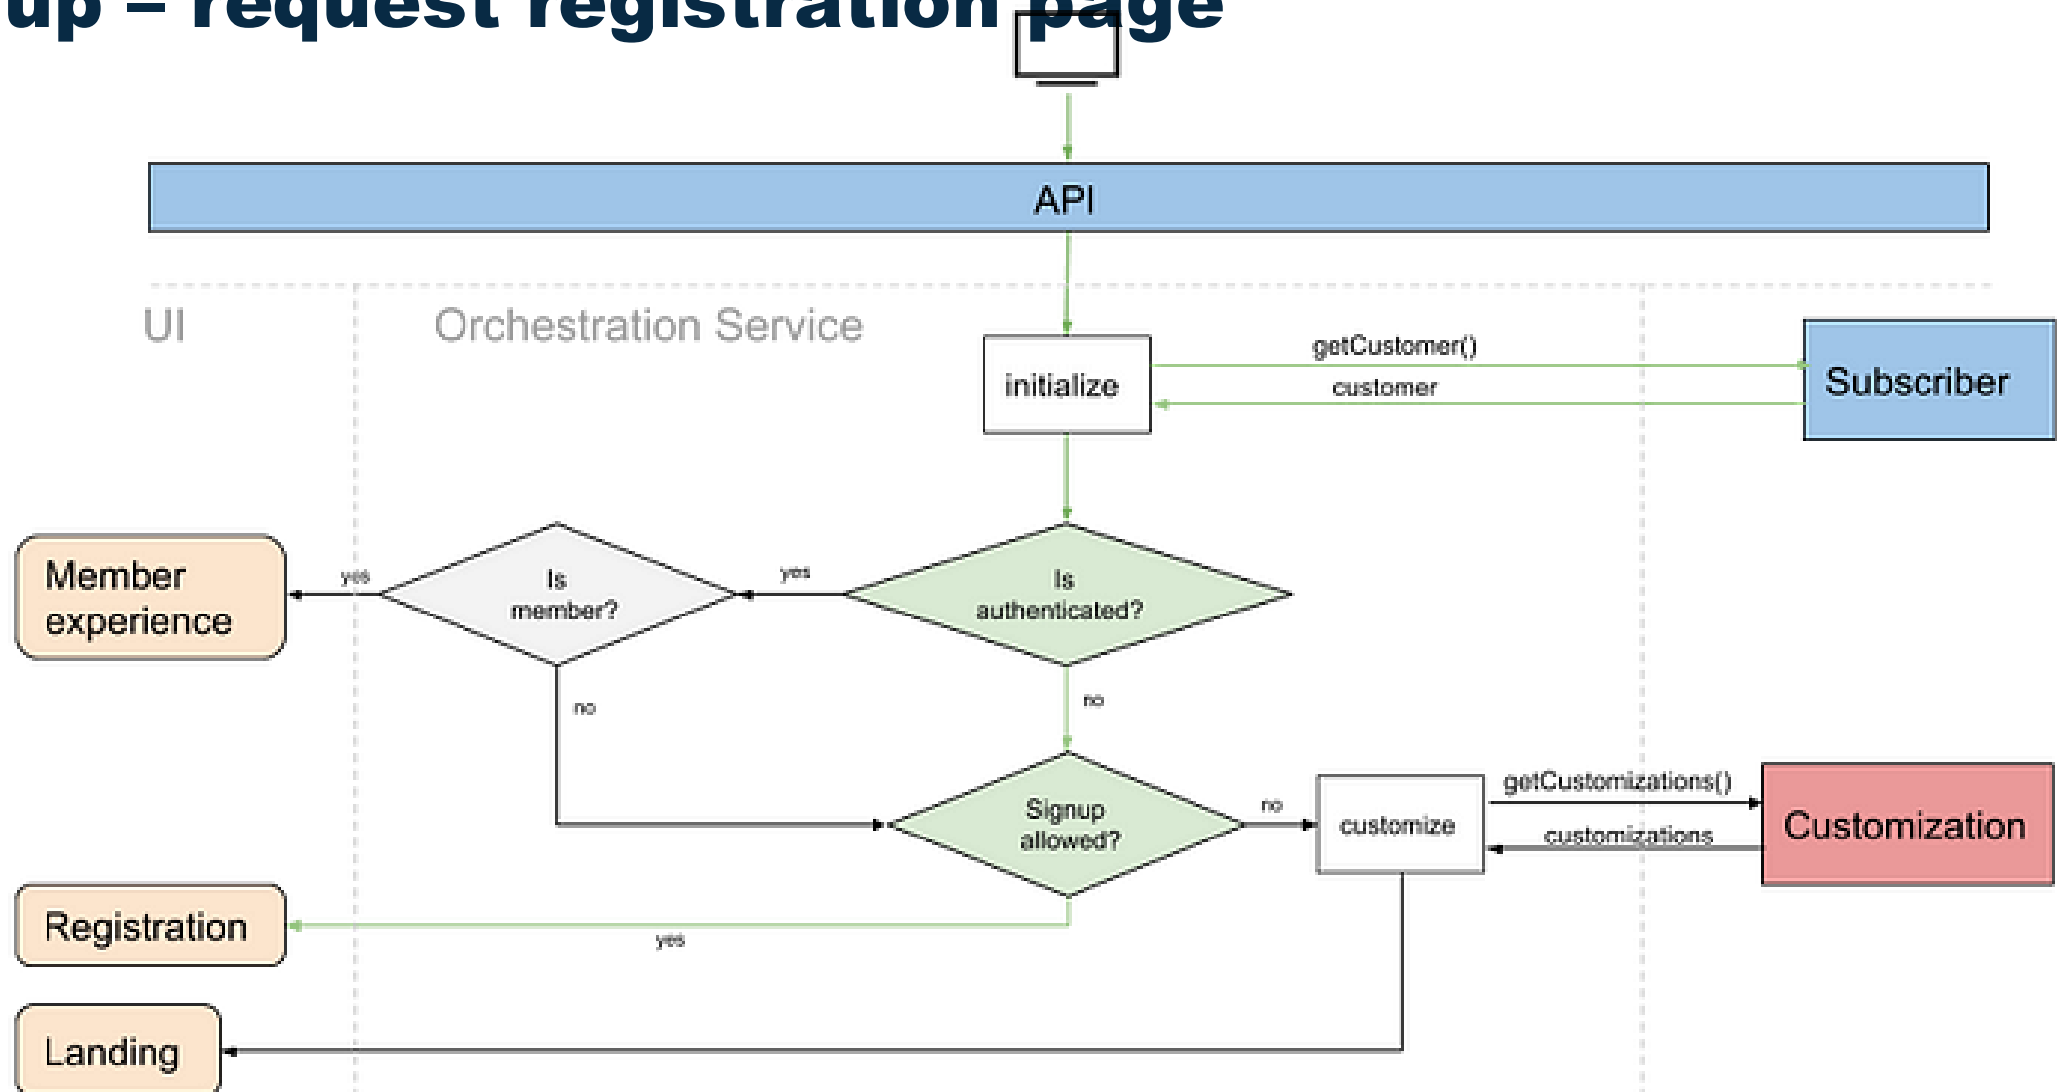 up – request registration page
API
UI
Orchestration Service
getCustomer()
customer
initialize
Subscriber
Member
experience
yes
Is
member?
yes
Is
authenticated?
no
no
Signup
allowed?
no
customize
getCustomizations()
customizations
Customization
Registration
yes
Landing